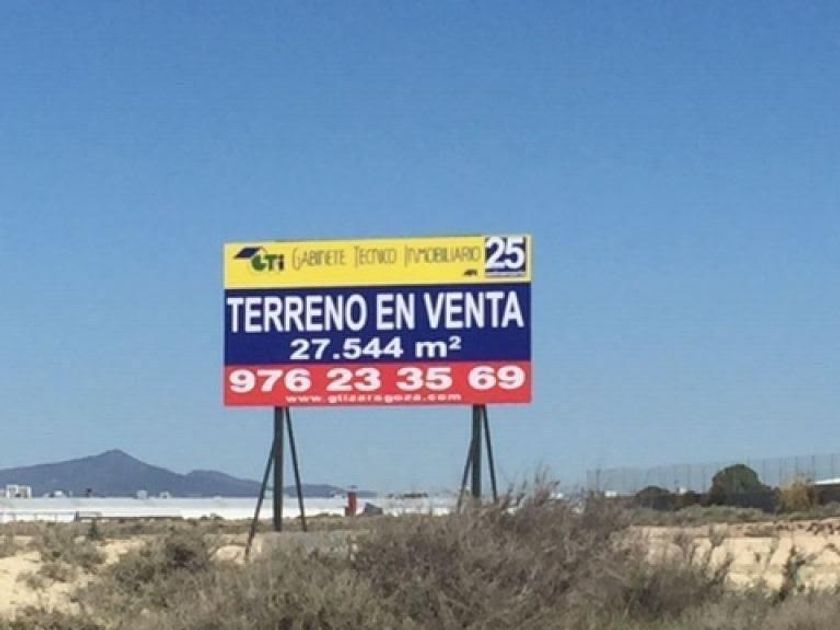 GTi GABINETE TECNICO INMOBILIARIO 25
TERRENO EN VENTA
27.544 m²
976 23 35 69
www.gtizaragoza.com